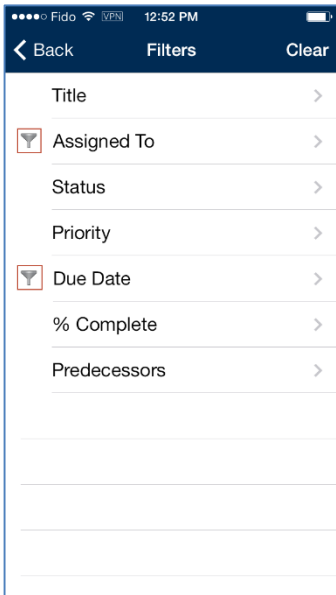 Fido VPN 12:52 PM
Back Filters Clear
Title
Assigned To
Status
Priority
Due Date
% Complete
Predecessors